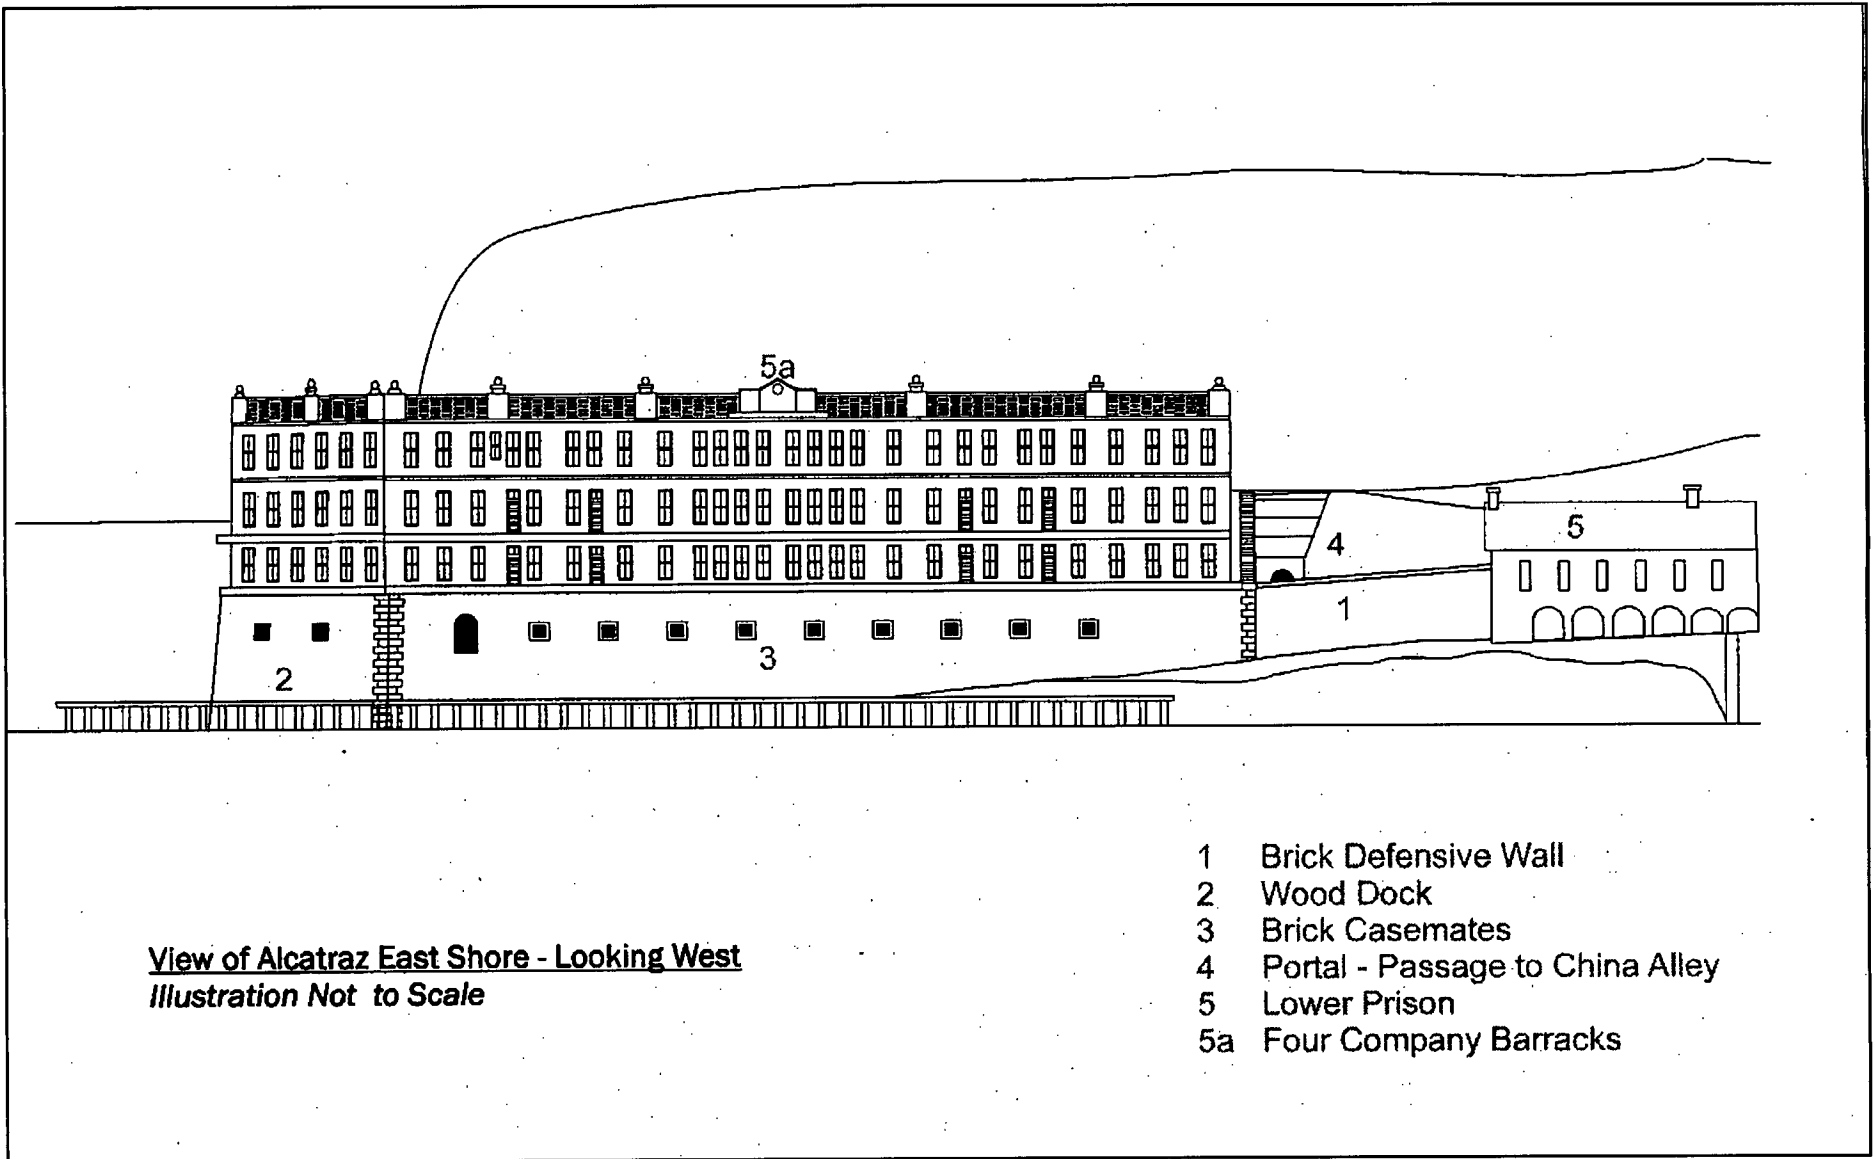 5a
5
4
1
3
2
1 Brick Defensive Wall
2 Wood Dock
3 Brick Casemates
4 Portal - Passage to China Alley
5 Lower Prison
5a Four Company Barracks
View of Alcatraz East Shore - Looking West
Illustration Not to Scale